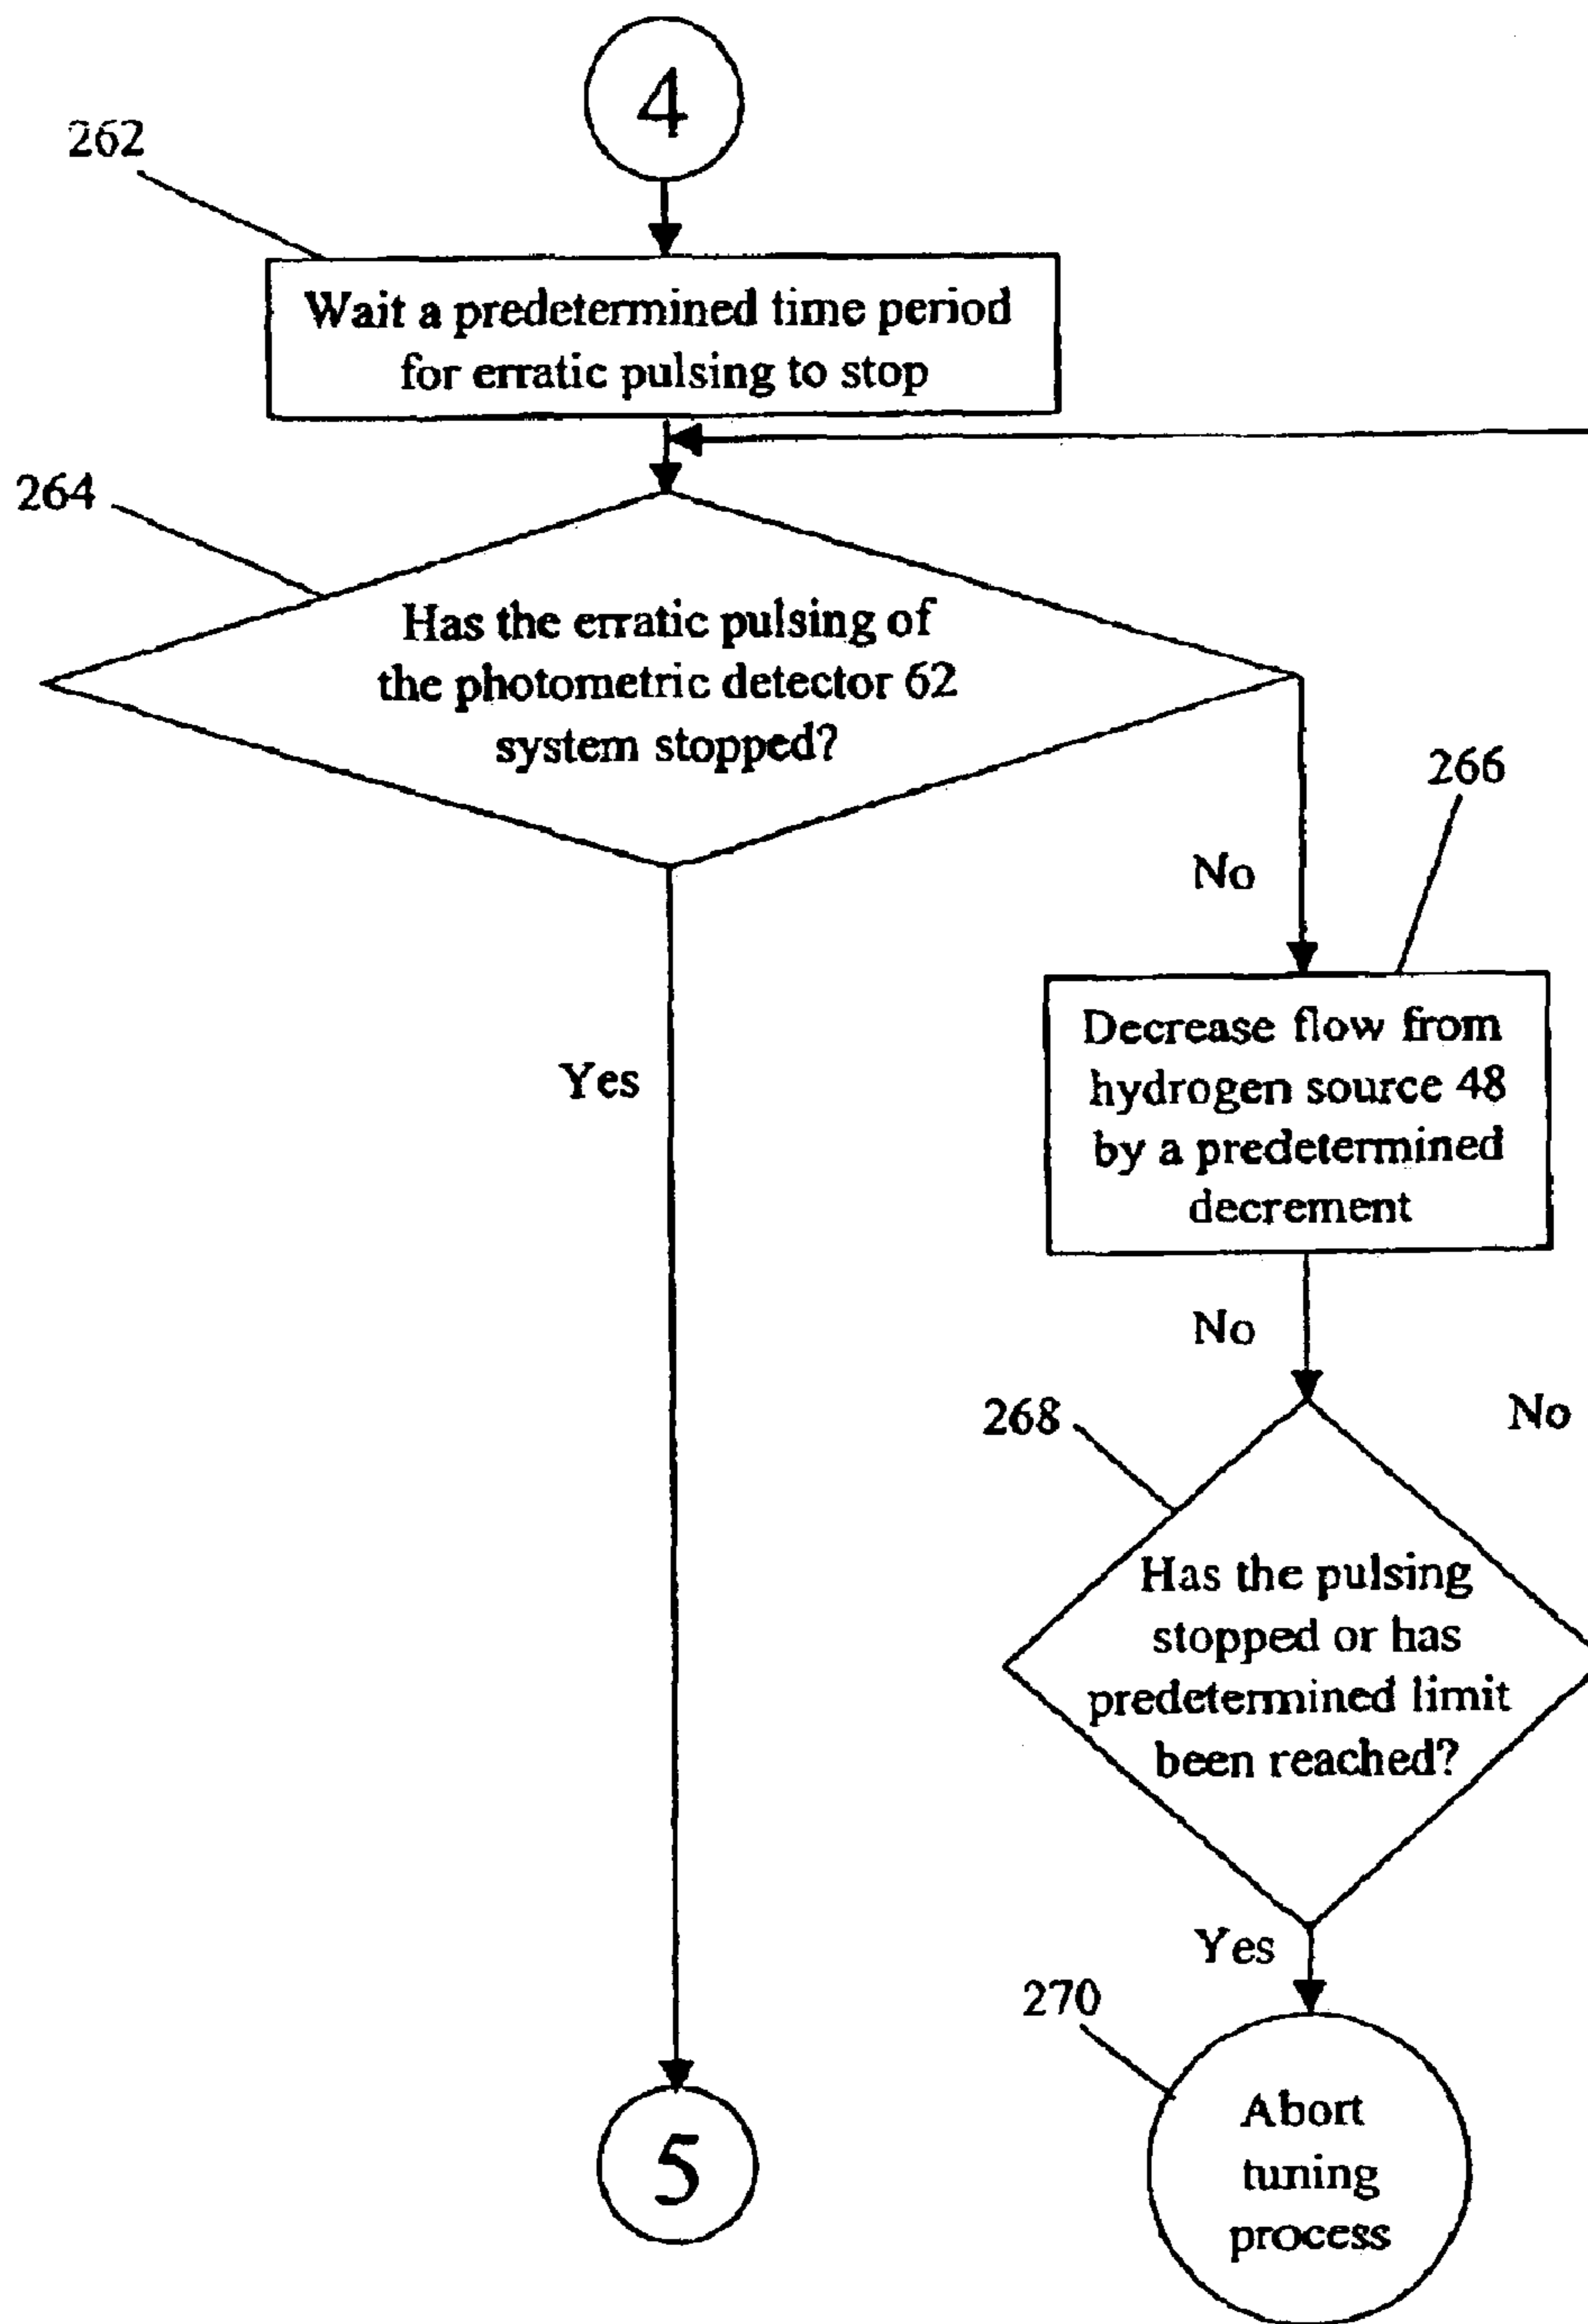 4
262
Wait a predetermined time period
for erratic pulsing to stop
264
Has the erratic pulsing of
the photometric detector 62
system stopped?
266
No
Decrease flow from
hydrogen source 48
by a predetermined
decrement
Yes
No
268
No
Has the pulsing
stopped or has
predetermined limit
been reached?
Yes
270
Abort
tuning
process
5